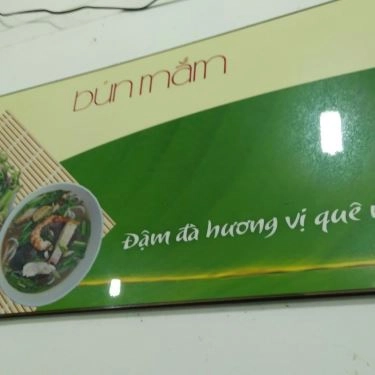 bún mắm
Đậm đà hương vị quê